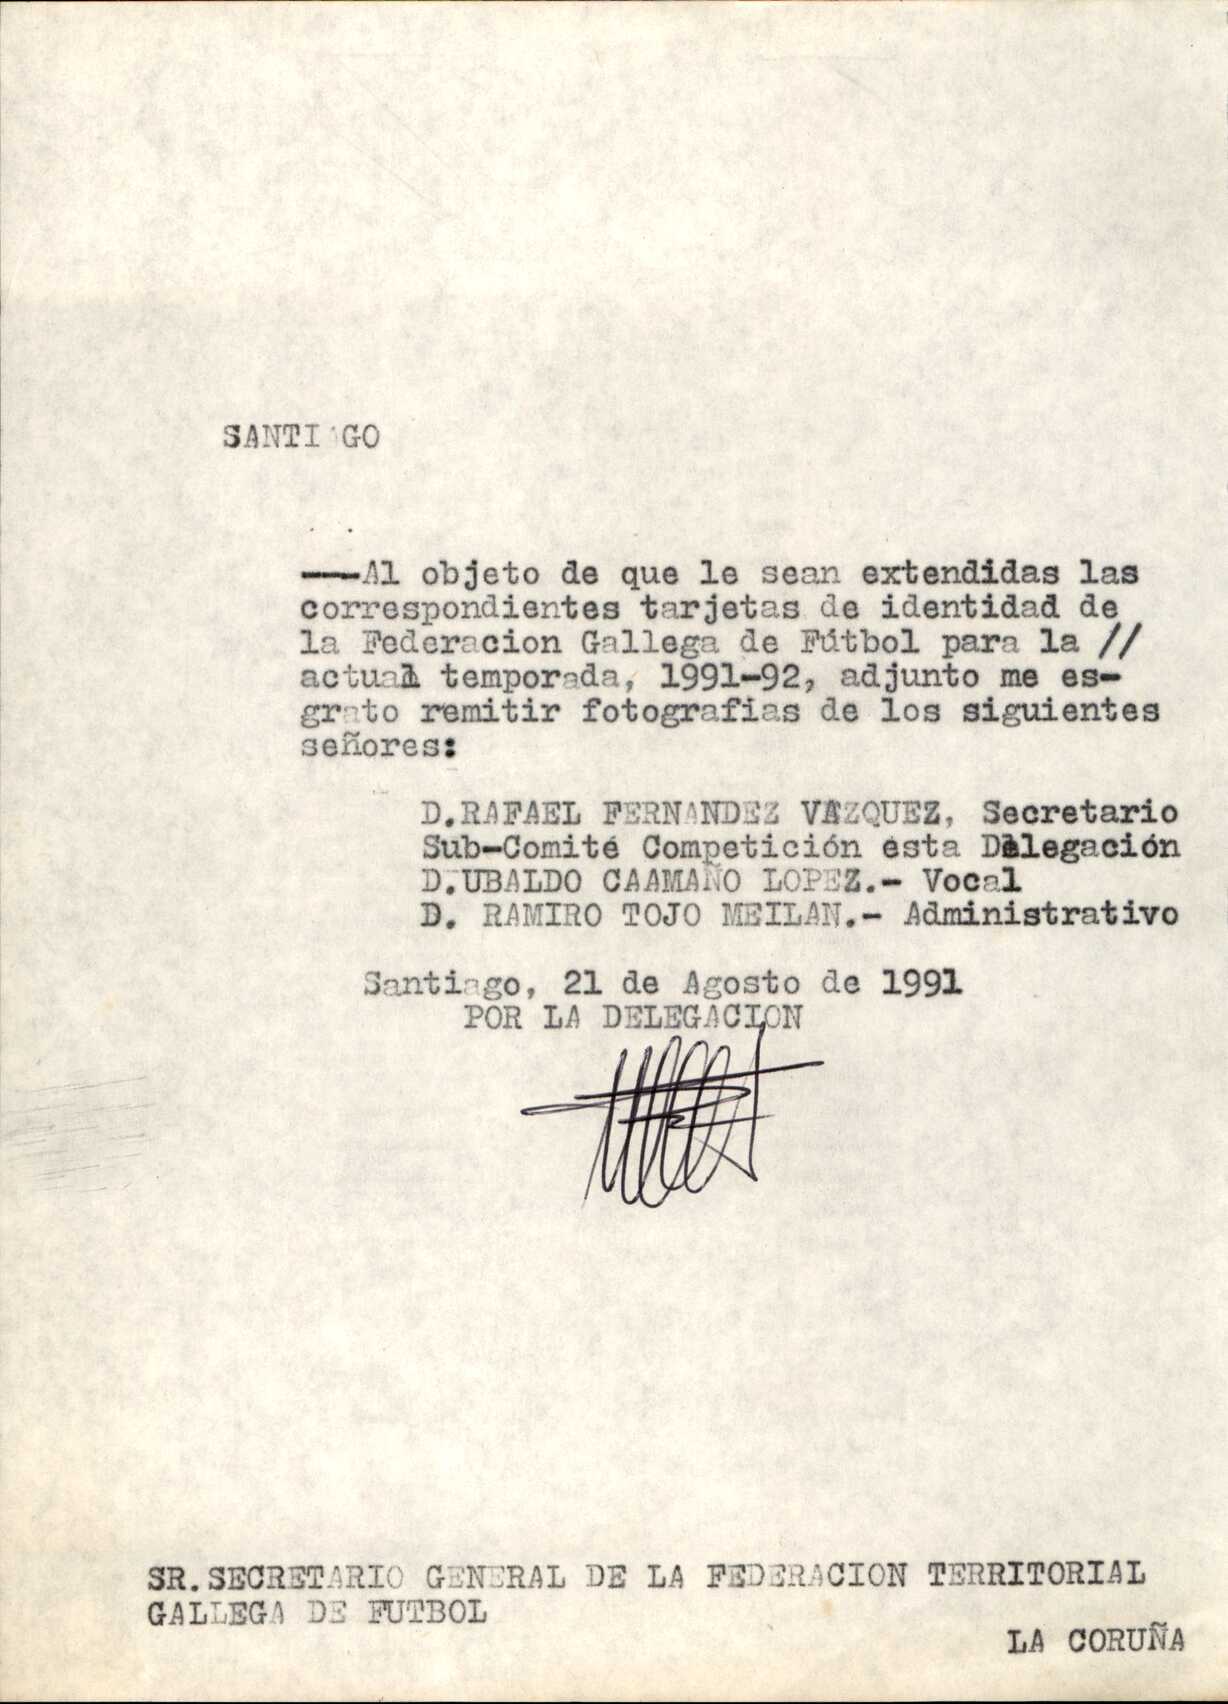 SANTIAGO
---Al objeto de que le sean extendidas las
correspondientes tarjetas de identidad de
la Federacion Gallega de Fútbol para la //
actual temporada, 1991-92, adjunto me es-
grato remitir fotografías de los siguientes
señores:
D.RAFAEL FERNANDEZ VAZQUEZ, Secretario
Sub-Comité Competición esta Delegación
D.UBALDO CAAMAÑO LOPEZ.- Vocal
D. RAMIRO TOJO MEILAN.- Administrativo
Santiago, 21 de Agosto de 1991
POR LA DELEGACION
SR.SECRETARIO GENERAL DE LA FEDERACION TERRITORIAL
GALLEGA DE FUTBOL
LA CORUÑA